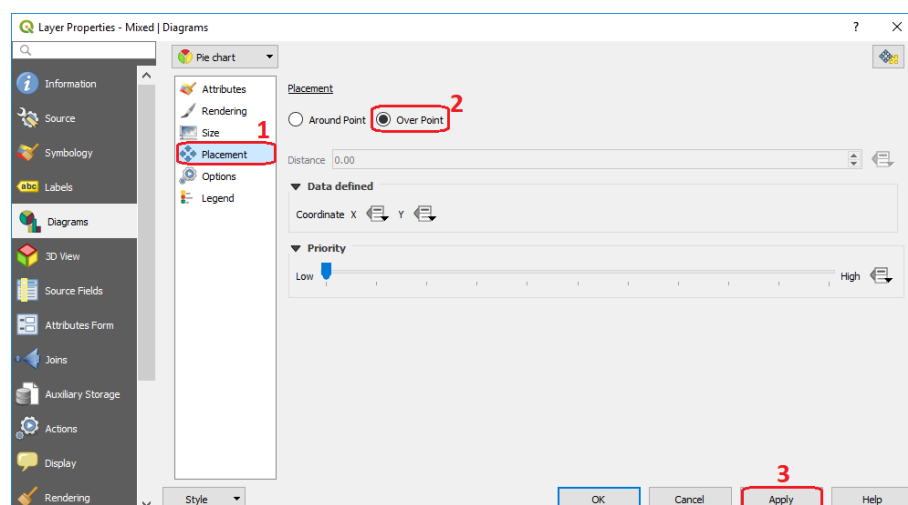 Layer Properties - Mixed | Diagrams
Information
Source
Symbology
abc Labels
Diagrams
3D View
Source Fields
Attributes Form
Joins
Auxiliary Storage
Actions
Display
Rendering
Pie chart
Attributes
Rendering
Size
1
Placement
Options
Legend
Placement
2
Around Point Over Point
Distance 0.00
Data defined
Coordinate X Y
Priority
Low High
3
Style OK Cancel Apply Help